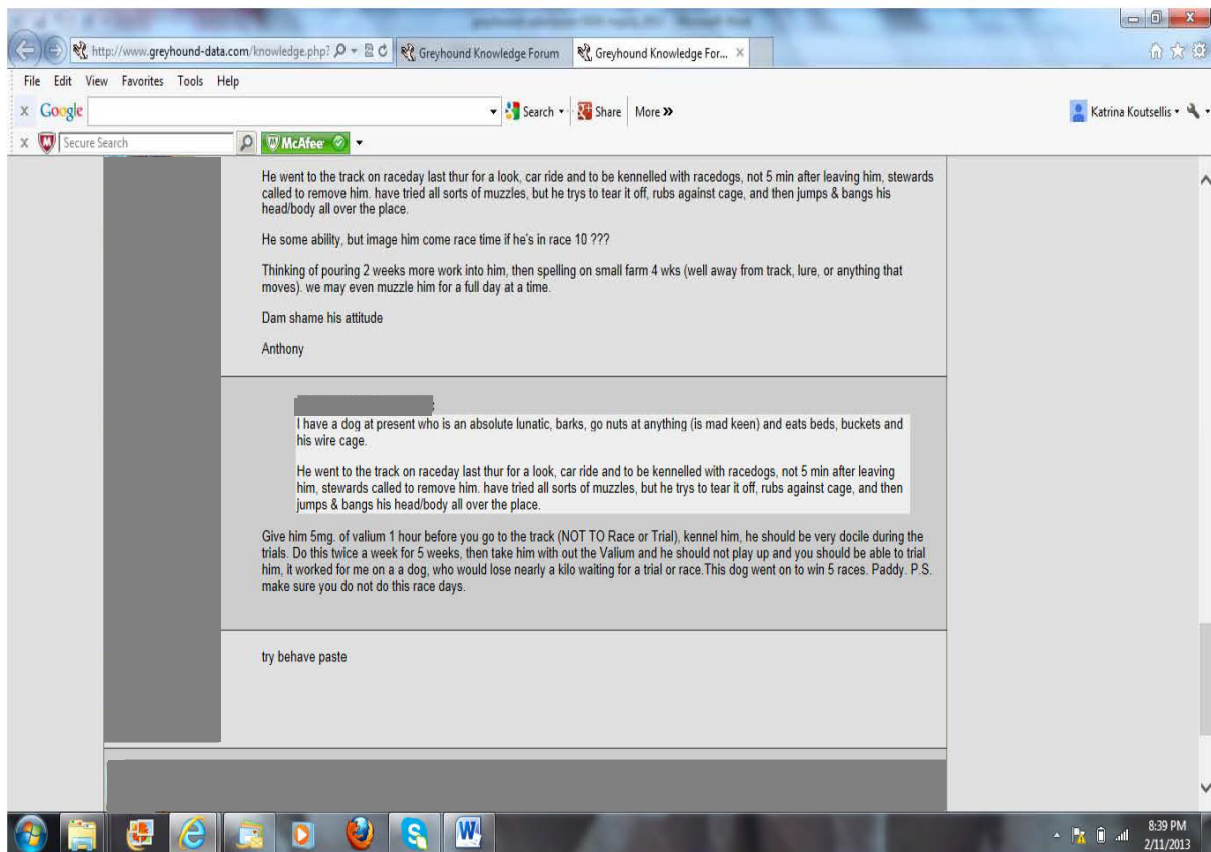 http://www.greyhound-data.com/knowledge.php?
Greyhound Knowledge Forum
Greyhound Knowledge For...
File Edit View Favorites Tools Help
x Google
Search
Share
More »
Katrina Koutsellis
x
Secure Search
McAfee
He went to the track on raceday last thur for a look, car ride and to be kennelled with racedogs, not 5 min after leaving him, stewards
called to remove him. have tried all sorts of muzzles, but he trys to tear it off, rubs against cage, and then jumps & bangs his
head/body all over the place.
He some ability, but image him come race time if he's in race 10 ???
Thinking of pouring 2 weeks more work into him, then spelling on small farm 4 wks (well away from track, lure, or anything that
moves). we may even muzzle him for a full day at a time.
Dam shame his attitude
Anthony
I have a dog at present who is an absolute lunatic, barks, go nuts at anything (is mad keen) and eats beds, buckets and
his wire cage.
He went to the track on raceday last thur for a look, car ride and to be kennelled with racedogs, not 5 min after leaving
him, stewards called to remove him. have tried all sorts of muzzles, but he trys to tear it off, rubs against cage, and then
jumps & bangs his head/body all over the place.
Give him 5mg. of valium 1 hour before you go to the track (NOT TO Race or Trial), kennel him, he should be very docile during the
trials. Do this twice a week for 5 weeks, then take him with out the Valium and he should not play up and you should be able to trial
him, it worked for me on a a dog, who would lose nearly a kilo waiting for a trial or race.This dog went on to win 5 races. Paddy. P.S.
make sure you do not do this race days.
try behave paste
8:39 PM
2/11/2013